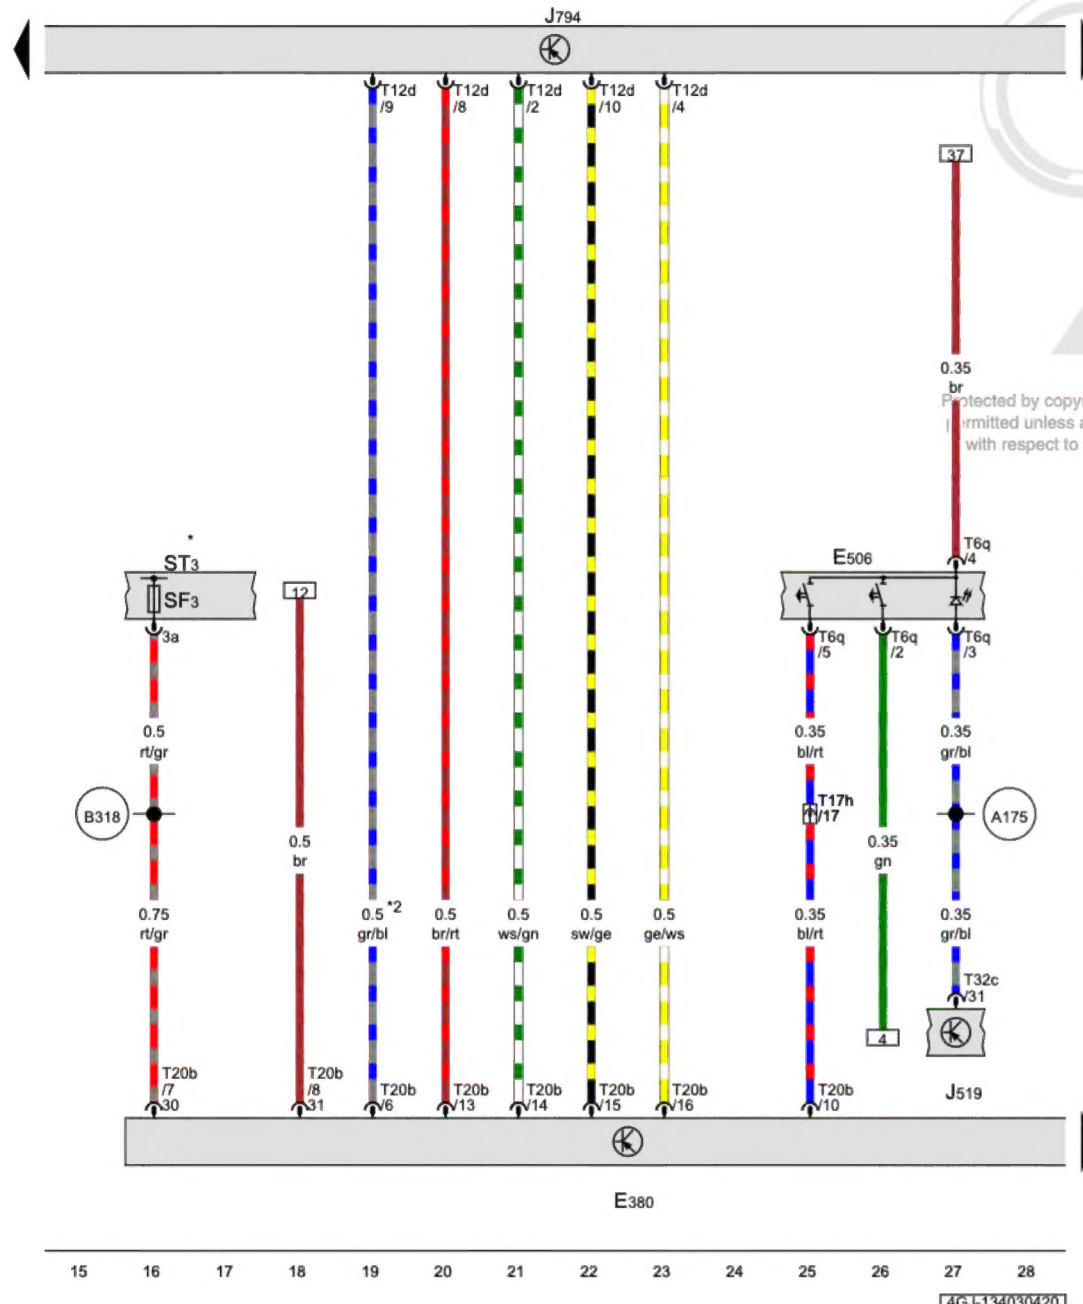 J794
T12d /9
T12d /8
T12d /2
T12d /10
T12d /4
37
0.35
br
Protected by copy
permitted unless a
with respect to
*
ST3
SF3
3a
12
E506
T6q /4
T6q /5
T6q /2
T6q /3
0.5
rt/gr
0.35
bl/rt
0.35
gr/bl
B318
T17h /17
A175
0.5
br
0.35
gn
0.75
rt/gr
0.5 *2
gr/bl
0.5
br/rt
0.5
ws/gn
0.5
sw/ge
0.5
ge/ws
0.35
bl/rt
0.35
gr/bl
T32c /31
4
J519
T20b /7 30
T20b /8 31
T20b /6
T20b /13
T20b /14
T20b /15
T20b /16
T20b /10
E380
15 16 17 18 19 20 21 22 23 24 25 26 27 28